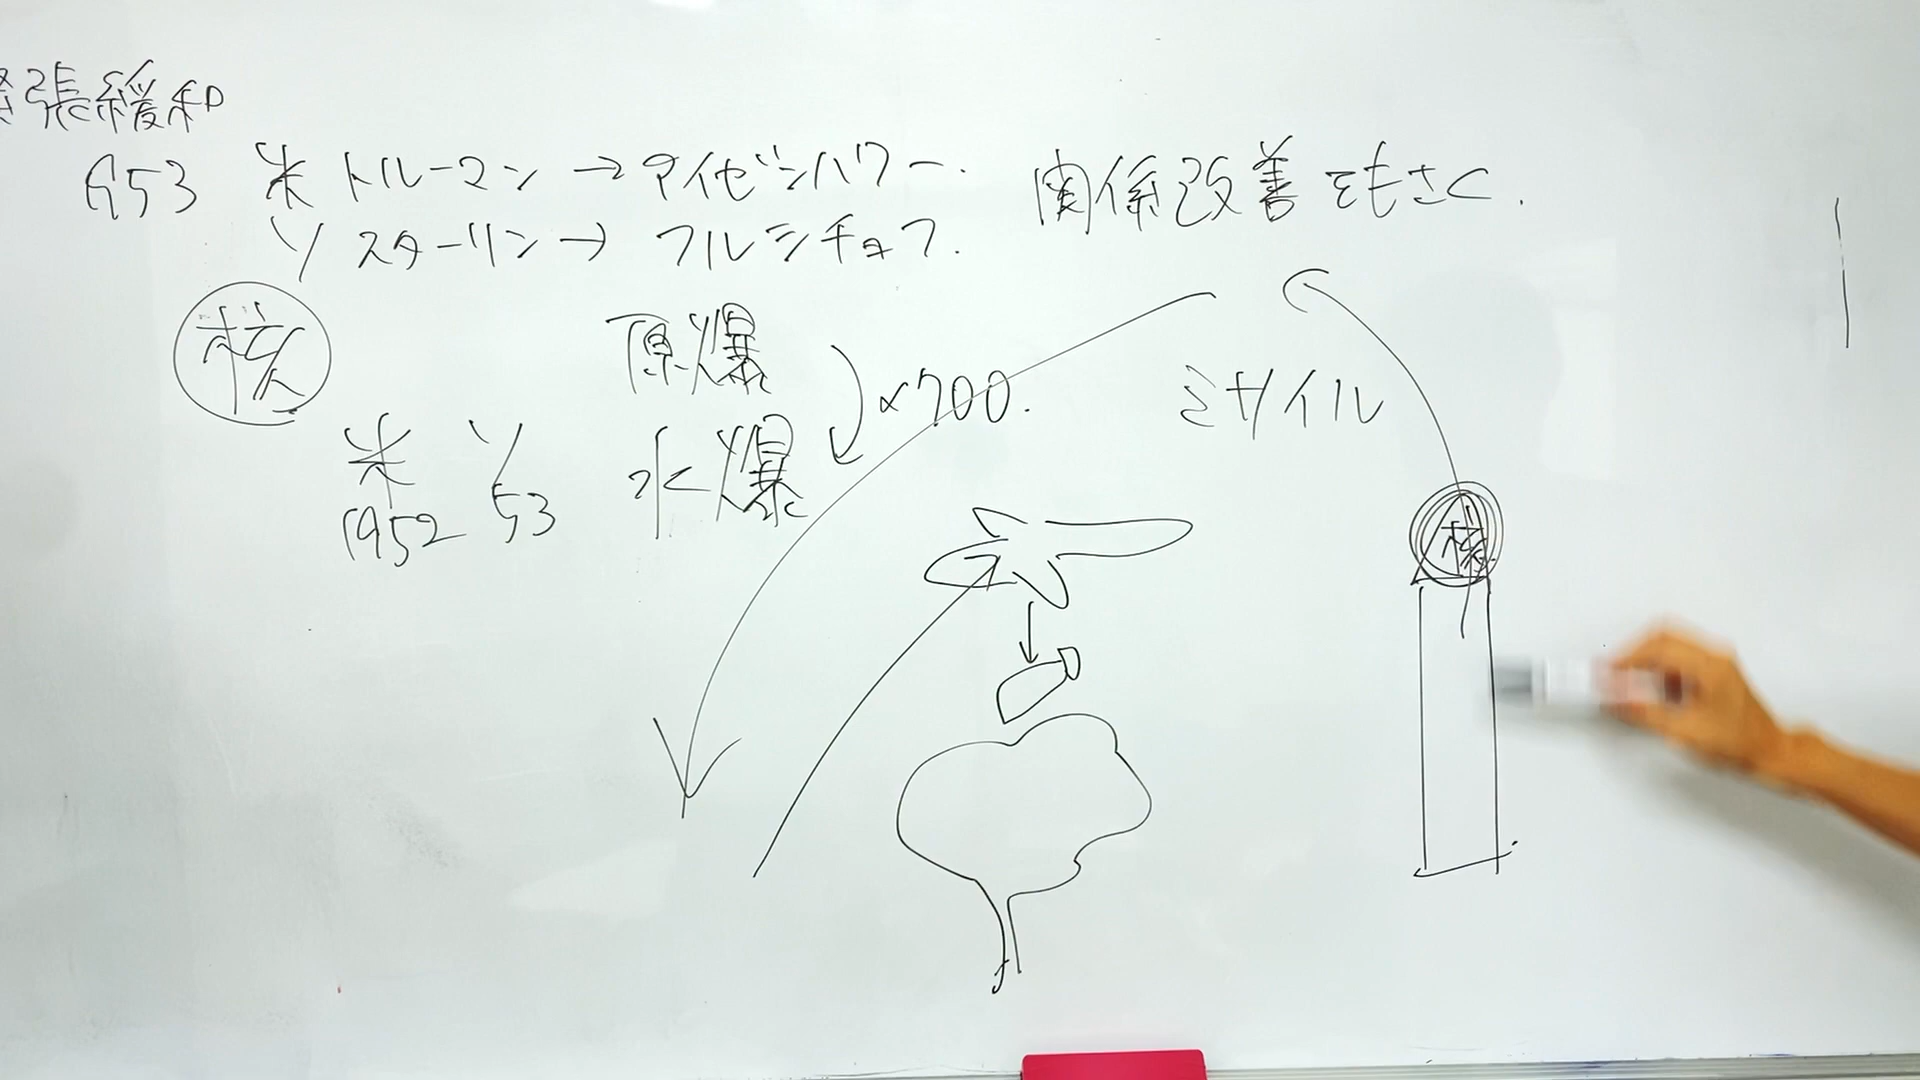 緊張緩和
1953 米 トルーマン → アイゼンハワー. 関係改善をもさく.
ソ スターリン → フルシチョフ.
核
原爆
×700.
ミサイル
米 ソ 水爆
1952 53
核